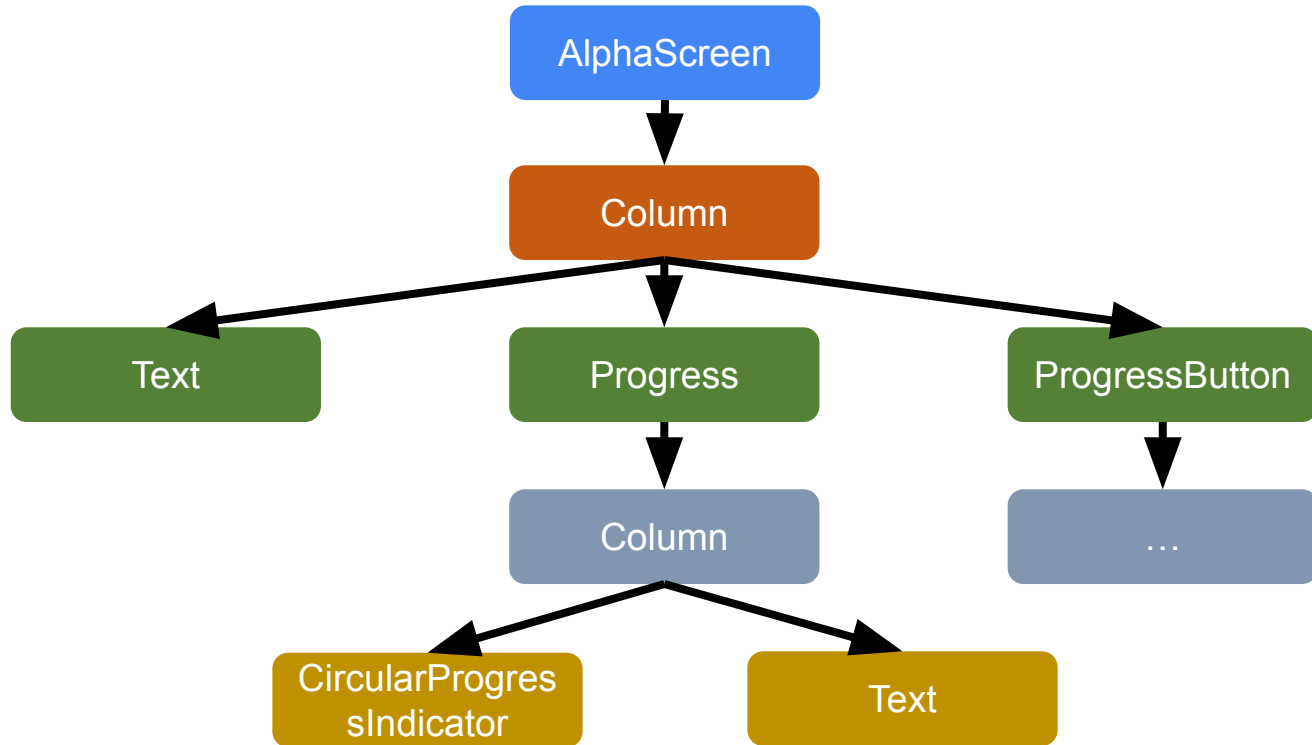 AlphaScreen
Column
Text
Progress
ProgressButton
Column
…
CircularProgres
sIndicator
Text